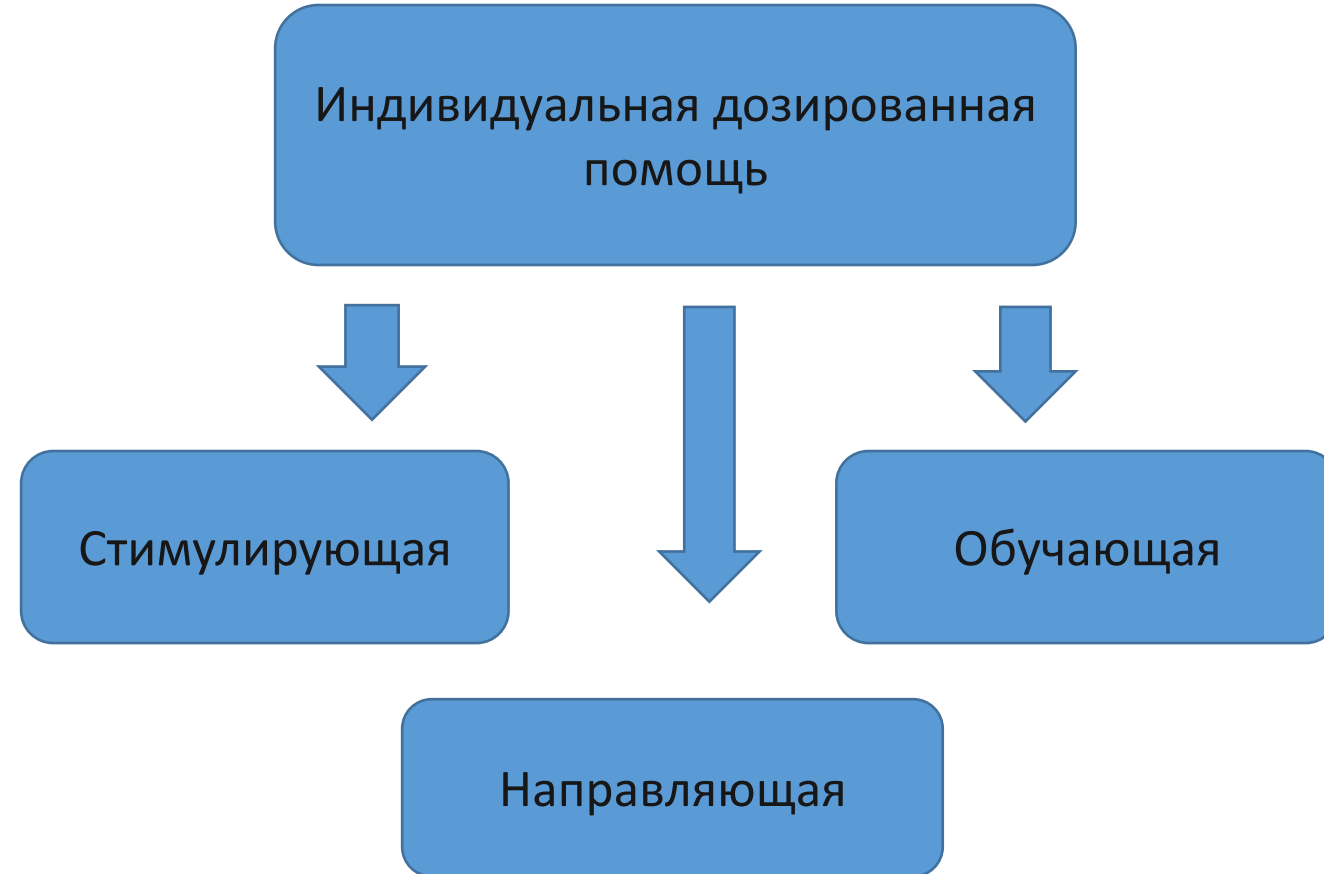 Индивидуальная дозированная
помощь
Стимулирующая
Обучающая
Направляющая